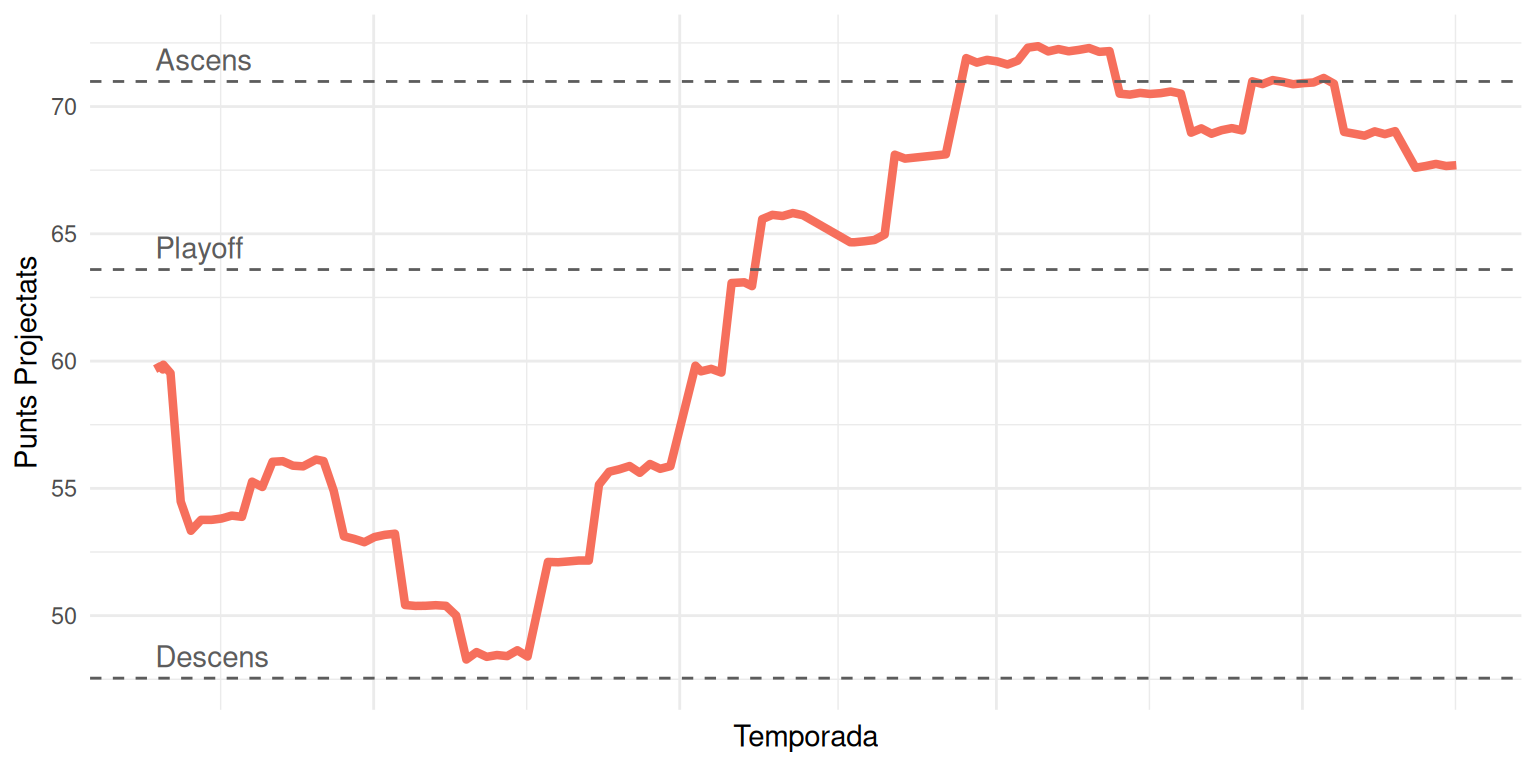 Ascens
70
Playoff
65
60
55
50
Descens
Punts Projectats
Temporada